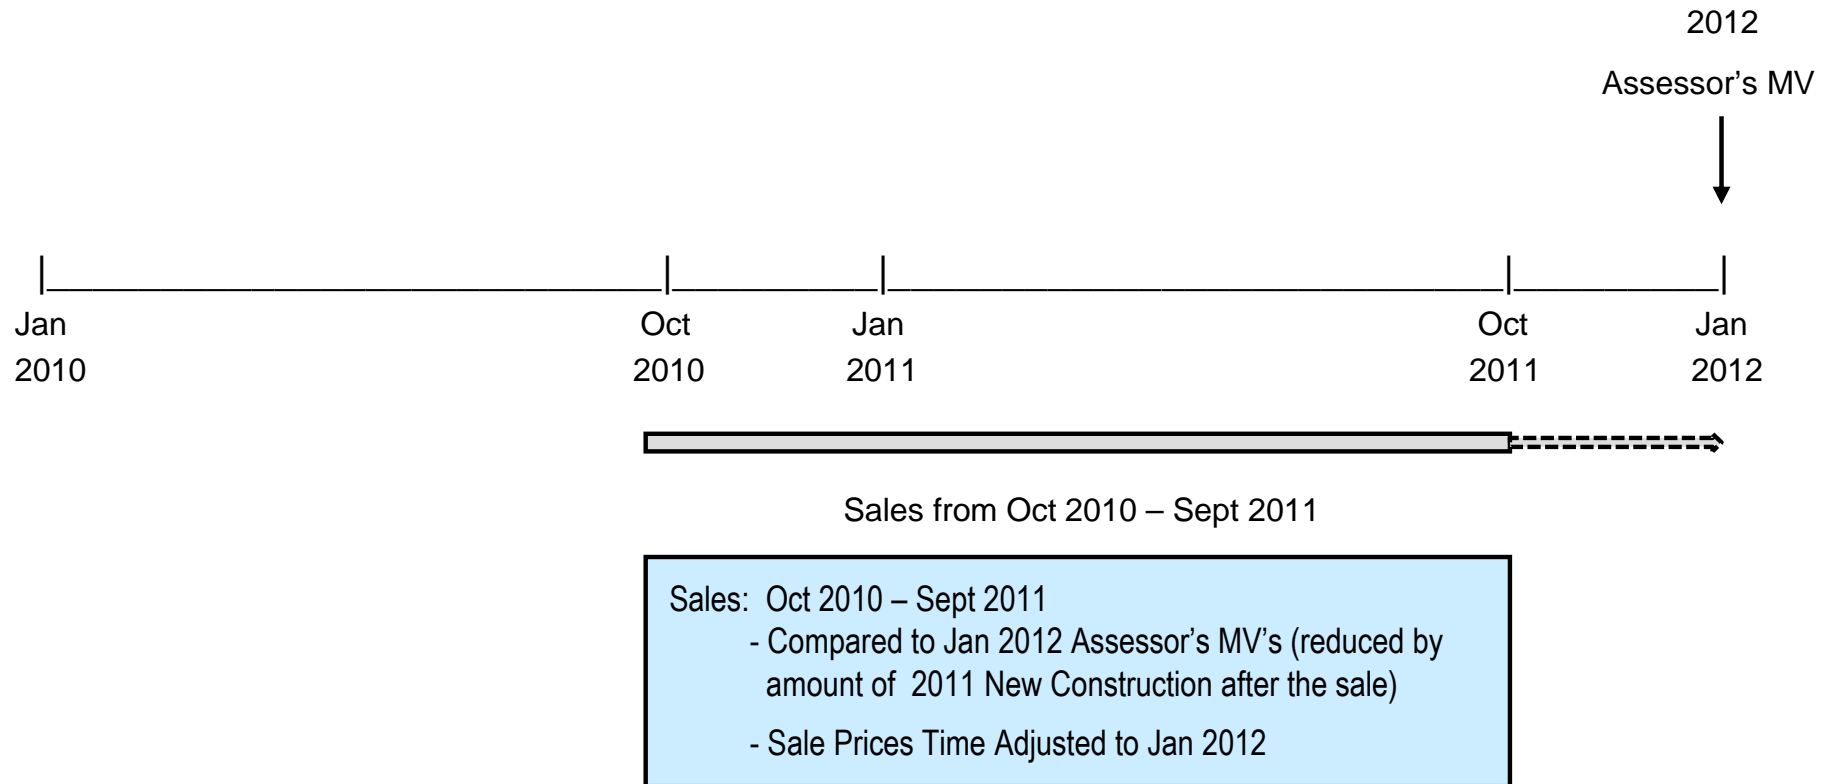 2012
Assessor’s MV
Jan Oct Jan Oct Jan
2010 2010 2011 2011 2012
Sales from Oct 2010 – Sept 2011
Sales:  Oct 2010 – Sept 2011
- Compared to Jan 2012 Assessor’s MV’s (reduced by
amount of  2011 New Construction after the sale)
- Sale Prices Time Adjusted to Jan 2012